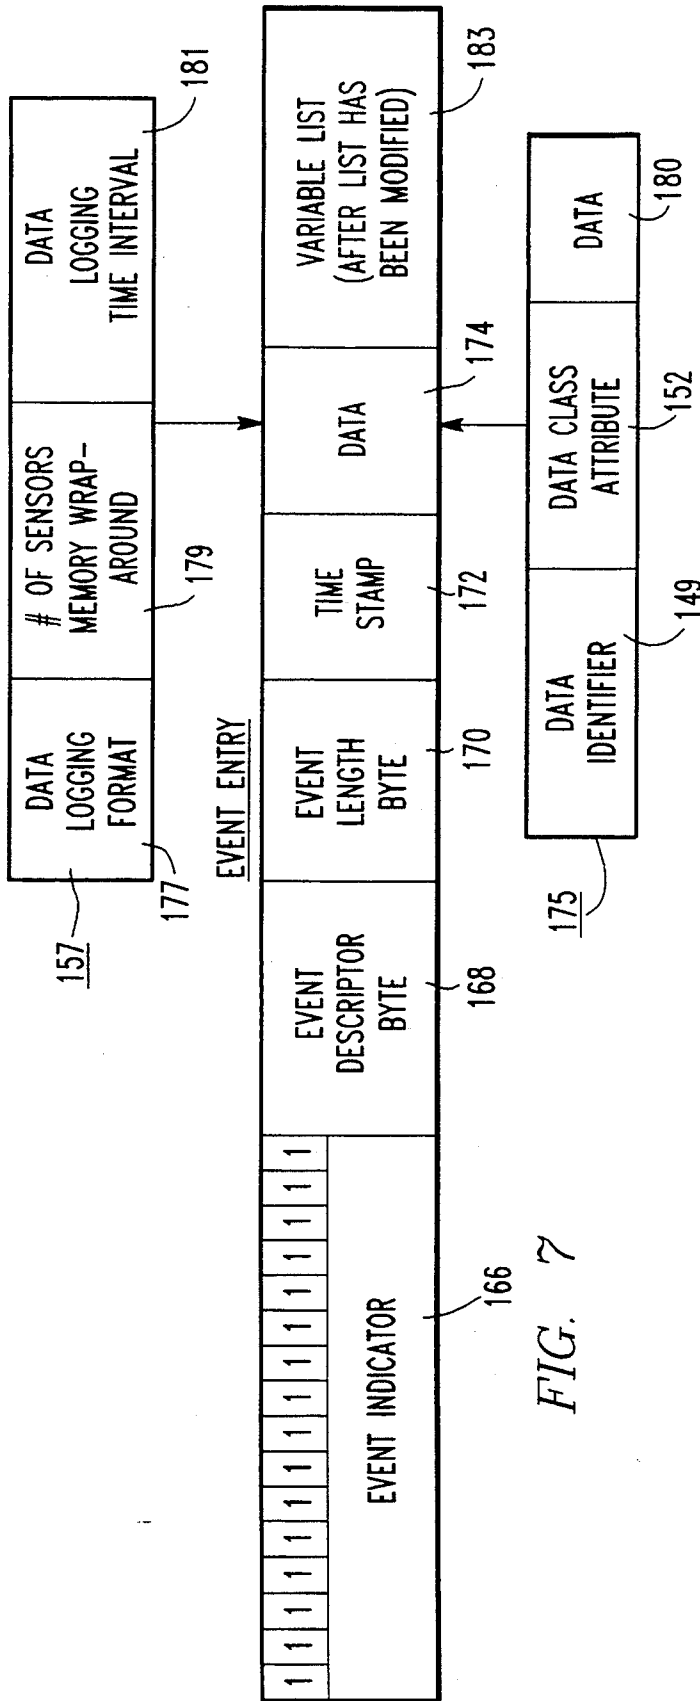 157
DATA
LOGGING
FORMAT
177
# OF SENSORS
MEMORY WRAP-
AROUND
179
DATA
LOGGING
TIME INTERVAL
181
EVENT ENTRY
1 1 1 1 1 1 1 1 1 1 1 1 1 1 1 1
EVENT INDICATOR
166
EVENT
DESCRIPTOR
BYTE
168
EVENT
LENGTH
BYTE
170
TIME
STAMP
172
DATA
174
VARIABLE LIST
(AFTER LIST HAS
BEEN MODIFIED)
183
175
DATA
IDENTIFIER
149
DATA CLASS
ATTRIBUTE
152
DATA
180
FIG. 7